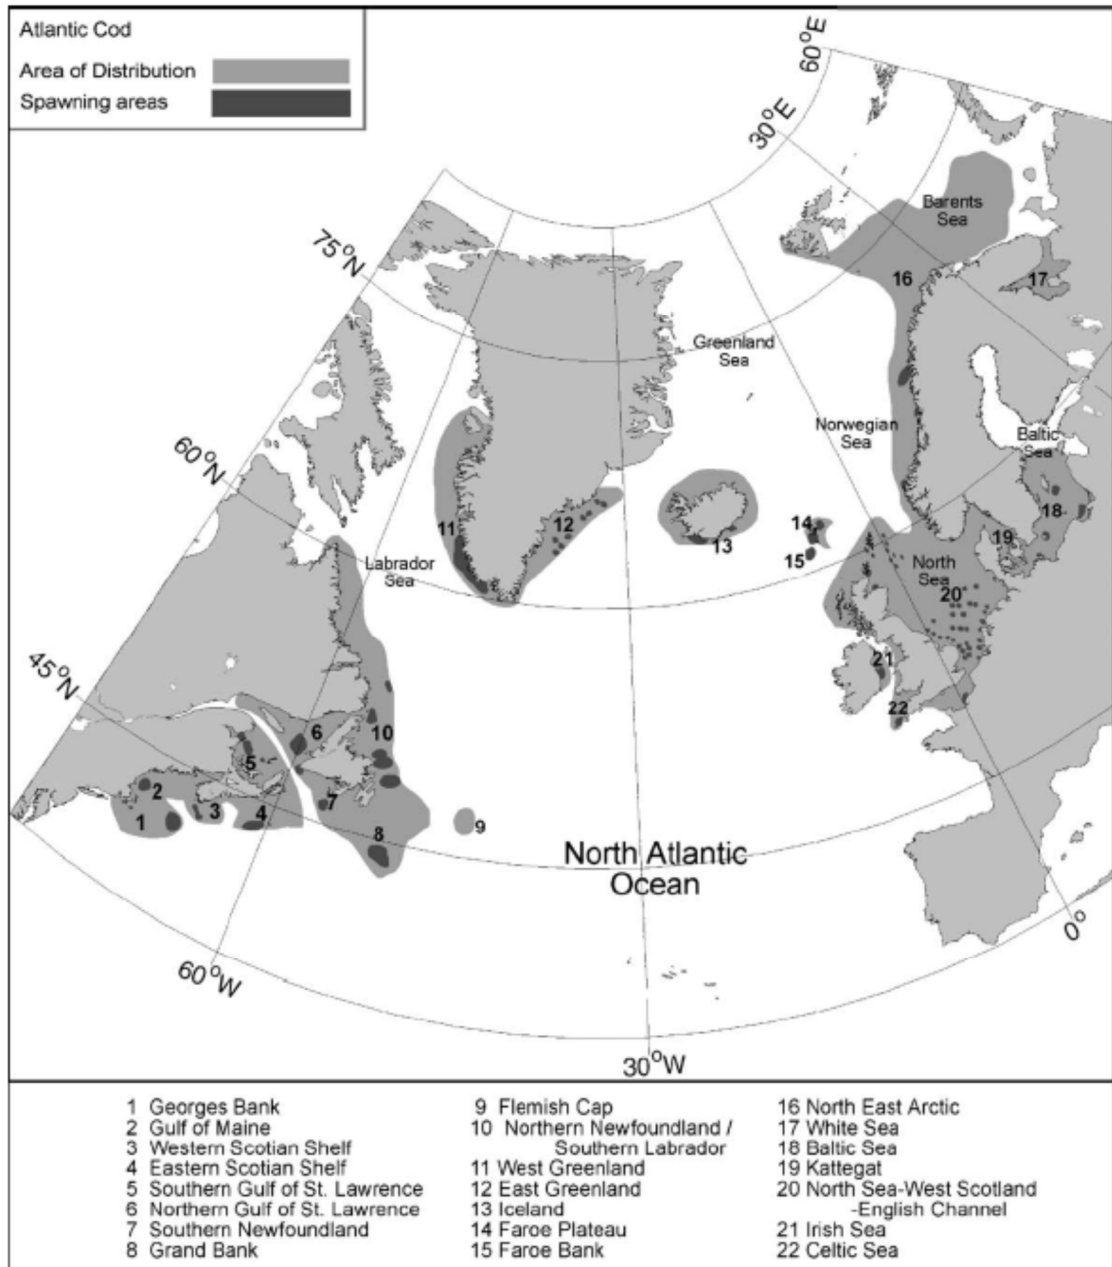 Atlantic Cod
Area of Distribution
Spawning areas
60°E
30°E
Barents
Sea
75°N
16
17
Greenland
Sea
Norwegian
Sea
Baltic
Sea
60°N
11
12
13
14
15
18
19
Labrador
Sea
North
Sea
20
21
22
45°N
10
6
5
2
1
3
4
7
8
9
North Atlantic
Ocean
0°
60°W
30°W
1 Georges Bank
2 Gulf of Maine
3 Western Scotian Shelf
4 Eastern Scotian Shelf
5 Southern Gulf of St. Lawrence
6 Northern Gulf of St. Lawrence
7 Southern Newfoundland
8 Grand Bank
9 Flemish Cap
10 Northern Newfoundland /
Southern Labrador
11 West Greenland
12 East Greenland
13 Iceland
14 Faroe Plateau
15 Faroe Bank
16 North East Arctic
17 White Sea
18 Baltic Sea
19 Kattegat
20 North Sea-West Scotland
-English Channel
21 Irish Sea
22 Celtic Sea